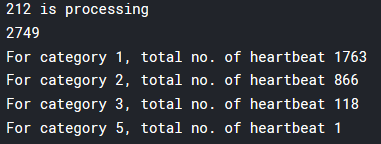 212 is processing
2749
For category 1, total no. of heartbeat 1763
For category 2, total no. of heartbeat 866
For category 3, total no. of heartbeat 118
For category 5, total no. of heartbeat 1